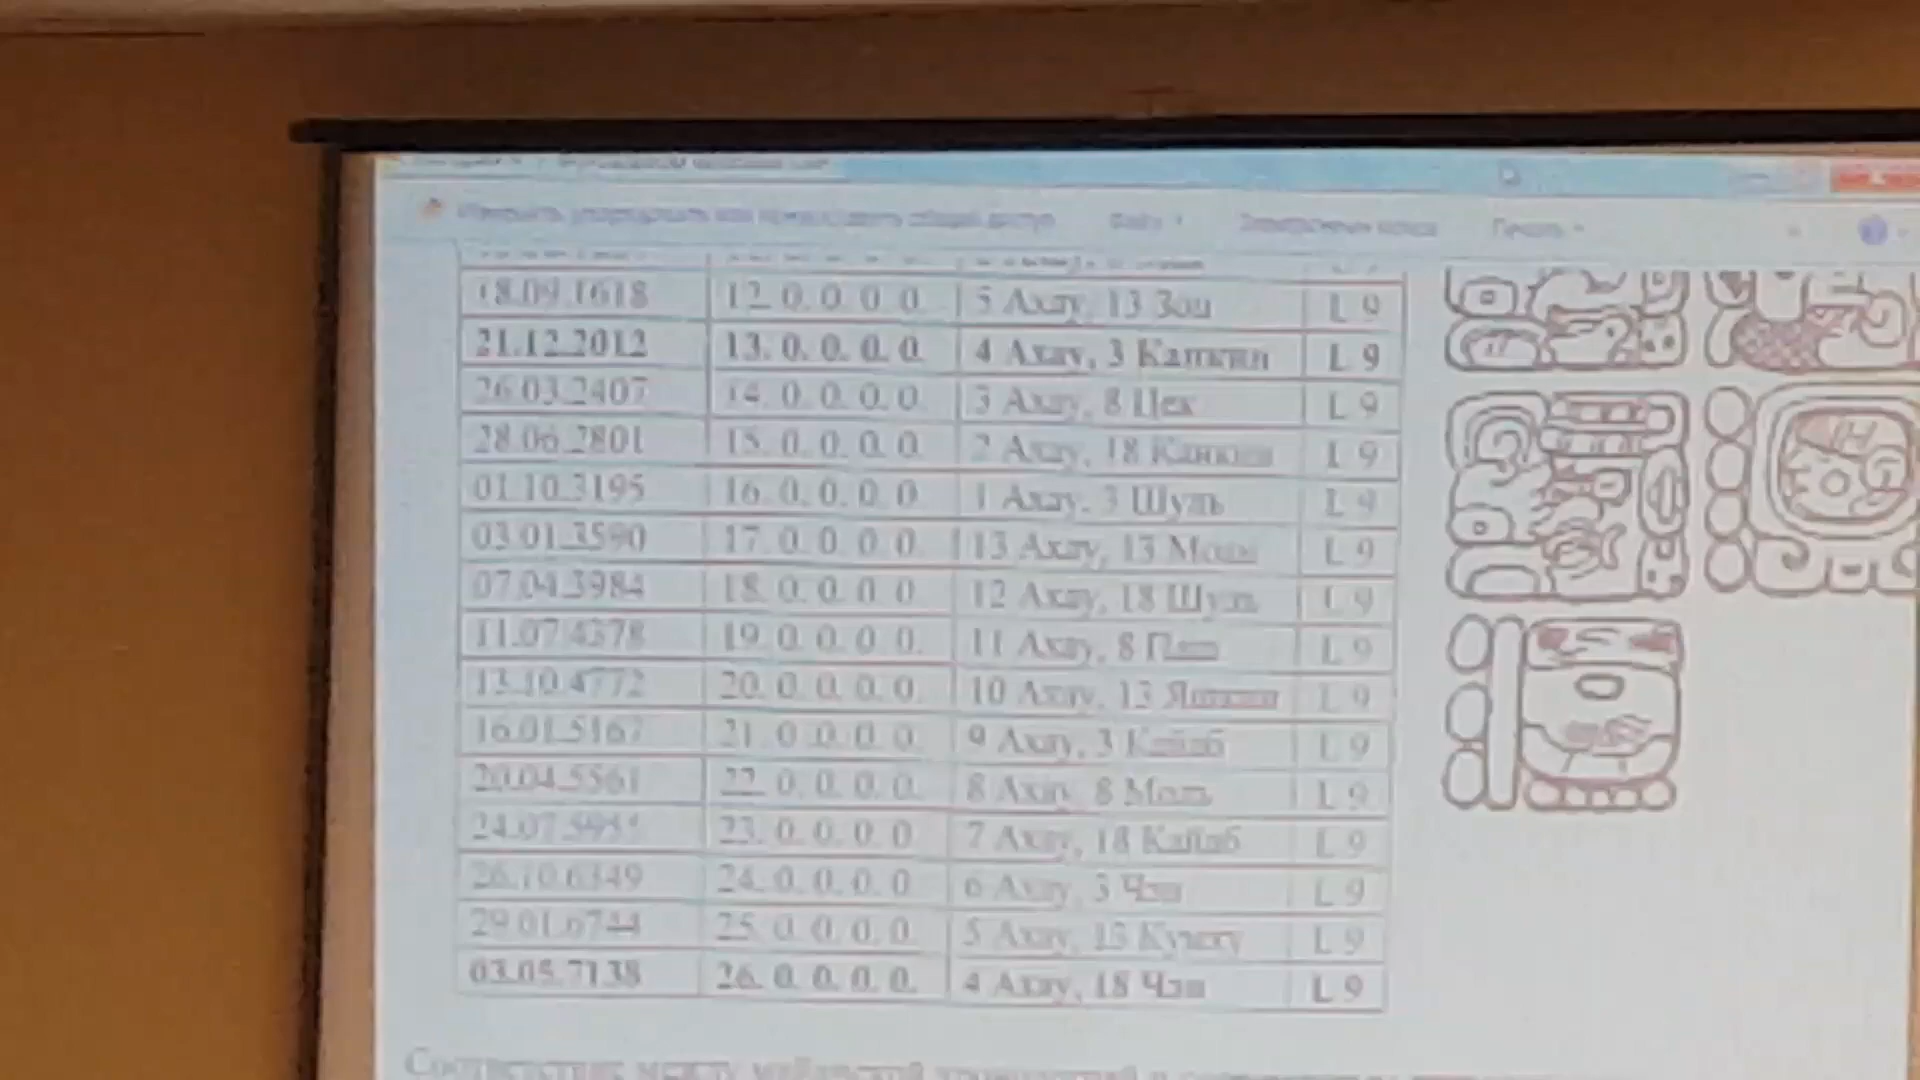 Печать
18.09.1618 12. 0. 0. 0. 0. 5 Ахау, 13 Зоц L 9
21.12.2012 13. 0. 0. 0. 0. 4 Ахау, 3 Канкин L 9
26.03.2407 14. 0. 0. 0. 0. 3 Ахау, 8 Цек L 9
28.06.2801 15. 0. 0. 0. 0. 2 Ахау, 18 Канкин L 9
01.10.3195 16. 0. 0. 0. 0. 1 Ахау, 3 Шуль L 9
03.01.3590 17. 0. 0. 0. 0. 13 Ахау, 13 L 9
07.04.3984 18. 0. 0. 0. 0. 12 Ахау, 18 Шуль L 9
11.07.4378 19. 0. 0. 0. 0. 11 Ахау, 8 L 9
13.10.4772 20. 0. 0. 0. 0. 10 Ахау, 13 Яшкин L 9
16.01.5167 21. 0. 0. 0. 0. 9 Ахау, 3 Кайаб L 9
20.04.5561 22. 0. 0. 0. 0. 8 Ахау, 8 Моль L 9
24.07.5955 23. 0. 0. 0. 0. 7 Ахау, 18 Кайаб L 9
26.10.6349 24. 0. 0. 0. 0. 6 Ахау, 3 Чэн L 9
29.01.6744 25. 0. 0. 0. 0. 5 Ахау, 13 Кумху L 9
03.05.7138 26. 0. 0. 0. 0. 4 Ахау, 18 Чэн L 9
Соответствие между майяской